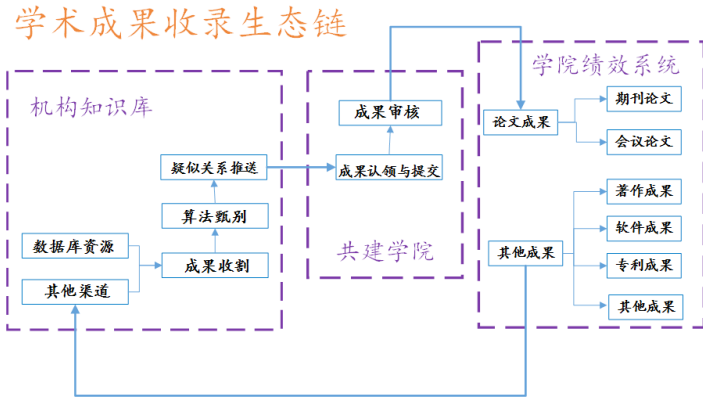 学术成果收录生态链
机构知识库
疑似关系推送
算法甄别
数据库资源
成果收割
其他渠道
成果审核
成果认领与提交
共建学院
学院绩效系统
论文成果
期刊论文
会议论文
其他成果
著作成果
软件成果
专利成果
其他成果